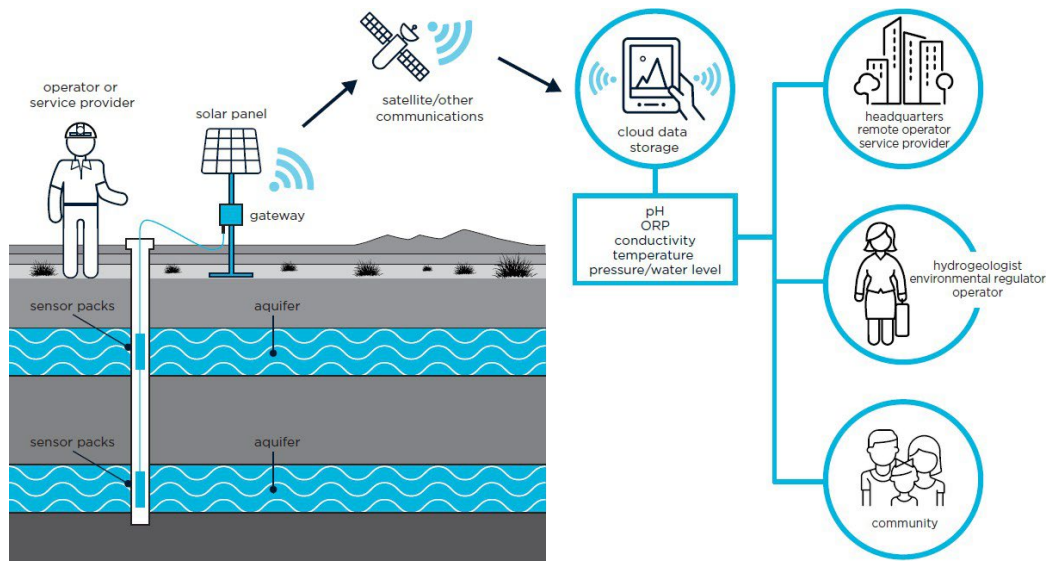 operator or
service provider
solar panel
gateway
satellite/other
communications
cloud data
storage
pH
ORP
conductivity
temperature
pressure/water level
headquarters
remote operator
service provider
hydrogeologist
environmental regulator
operator
community
sensor packs
aquifer
sensor packs
aquifer